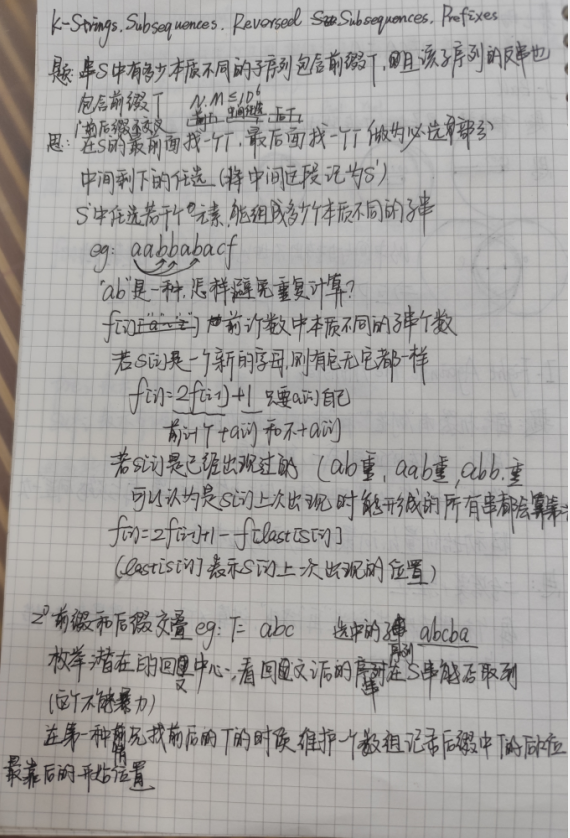 K-Strings, Subsequences, Reversed Subsequences, Prefixes
题: 串S中有多少本质不同的子序列包含前缀T, 且该子序列的反串也
包含前缀T N, M ≤ 10^6
1° 前后缀不交叉
思: 在S的最前面找一个T, 最后面找一个T做为必选部分
中间剩下的任选 (将中间这段记为S'
S'中任选若干个元素, 能组成多少个本质不同的子串
eg: aabbabacf
"ab"是一种, 怎样避免重复计算?
f[i] 前i个数中本质不同的子串个数
若S[i]是一个新的字母, 则有它无它都一样
f[i]=2f[i-1]+1 只要a[i]自己
前i-1个+a[i] 和不+a[i]
若S[i]是已经出现过的 (ab重, aab重, abb重
可以认为是S[i]上次出现时能形成的所有串都会算重
f[i]=2f[i-1]+1-f[last[S[i]]
(last[S[i]]表示S[i]上次出现的位置)
2° 前缀和后缀交叠 eg: T= abc 选中的子序列 abcba
枚举潜在的回文中心, 看回文以后的序列在S串能否取到
(这个不能暴力)
在第一种情况找前后的T的时候, 维护一个数组记录后缀中T的后i位
最靠后的开始位置